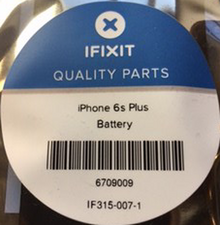 IFIXIT
QUALITY PARTS
iPhone 6s Plus
Battery
6709009
IF315-007-1